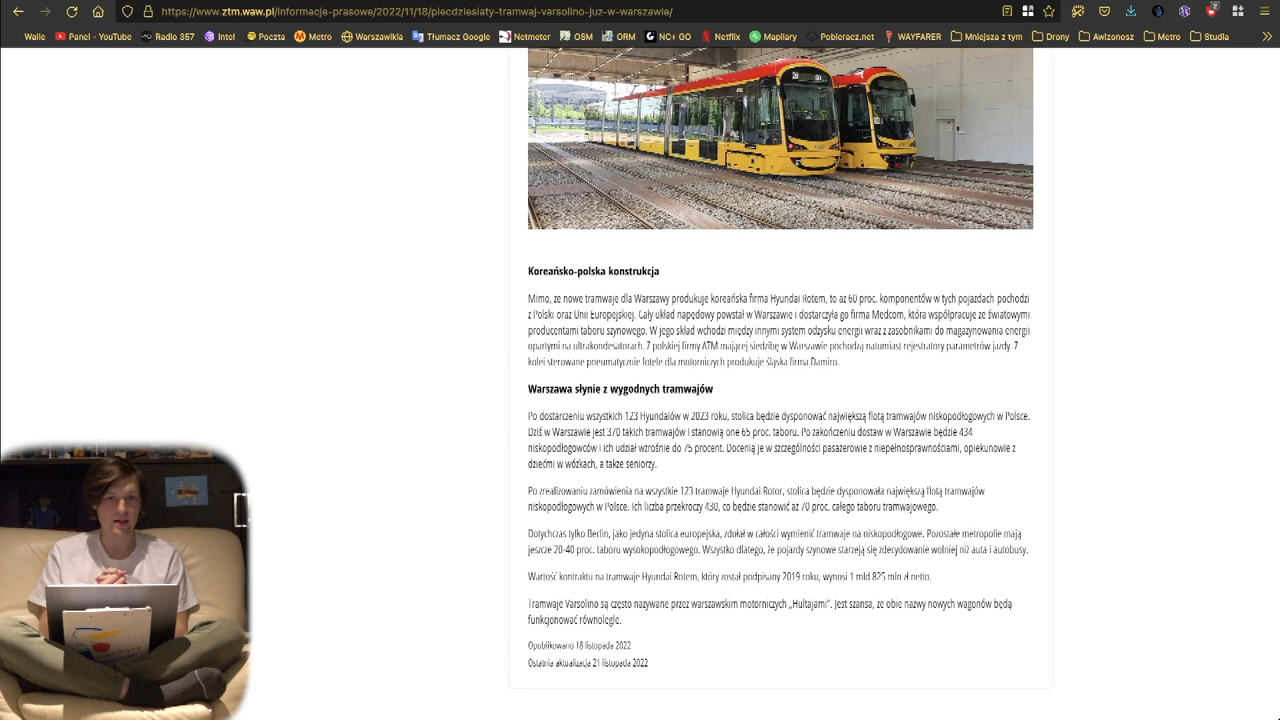 https://www.ztm.waw.pl/informacje-prasowe/2022/11/18/piecdziesiaty-tramwaj-varsolino-juz-w-warszawie/
Walle Panel - YouTube Radio 357 Intel Poczta Metro Warszawikia Tłumacz Google Netmeter OSM ORM NC+ GO Netflix Mapilary Pobieracz.net WAYFARER Mniejsza z tym Drony Awizonosz Metro Studia
Koreańsko-polska konstrukcja
Mimo, że nowe tramwaje dla Warszawy produkuje koreańska firma Hyundai Rotem, to aż 60 proc. komponentów w tych pojazdach pochodzi
z Polski oraz Unii Europejskiej. Cały układ napędowy powstał w Warszawie i dostarczyła go firma Medcom, która współpracuje ze światowymi
producentami taboru szynowego. W jego skład wchodzi między innymi system odzysku energii wraz z zasobnikami do magazynowania energii
opartymi na ultrakondesatorach. Z polskiej firmy ATM mającej siedzibę w Warszawie pochodzą natomiast rejestratory parametrów jazdy. Z
kolei sterowane pneumatycznie fotele dla motorniczych produkuje śląska firma Damiro.
Warszawa słynie z wygodnych tramwajów
Po dostarczeniu wszystkich 123 Hyundaiów w 2023 roku, stolica będzie dysponować największą flotą tramwajów niskopodłogowych w Polsce.
Dziś w Warszawie jest 370 takich tramwajów i stanowią one 65 proc. taboru. Po zakończeniu dostaw w Warszawie będzie 434
niskopodłogowców i ich udział wzrośnie do 75 procent. Docenią je w szczególności pasażerowie z niepełnosprawnościami, opiekunowie z
dziećmi w wózkach, a także seniorzy.
Po zrealizowaniu zamówienia na wszystkie 123 tramwaje Hyundai Rotor, stolica będzie dysponowała największą flotą tramwajów
niskopodłogowych w Polsce. Ich liczba przekroczy 430, co będzie stanowić aż 70 proc. całego taboru tramwajowego.
Dotychczas tylko Berlin, jako jedyna stolica europejska, zdołał w całości wymienić tramwaje na niskopodłogowe. Pozostałe metropolie mają
jeszcze 20-40 proc. taboru wysokopodłogowego. Wszystko dlatego, że pojazdy szynowe starzeją się zdecydowanie wolniej niż auta i autobusy.
Wartość kontraktu na tramwaje Hyundai Rotem, który został podpisany 2019 roku, wynosi 1 mld 825 mln zł netto.
Tramwaje Varsolino są często nazywane przez warszawskim motorniczych „Hultajami”. Jest szansa, że obie nazwy nowych wagonów będą
funkcjonować równolegle.
Opublikowano 18 listopada 2022
Ostatnia aktualizacja 21 listopada 2022